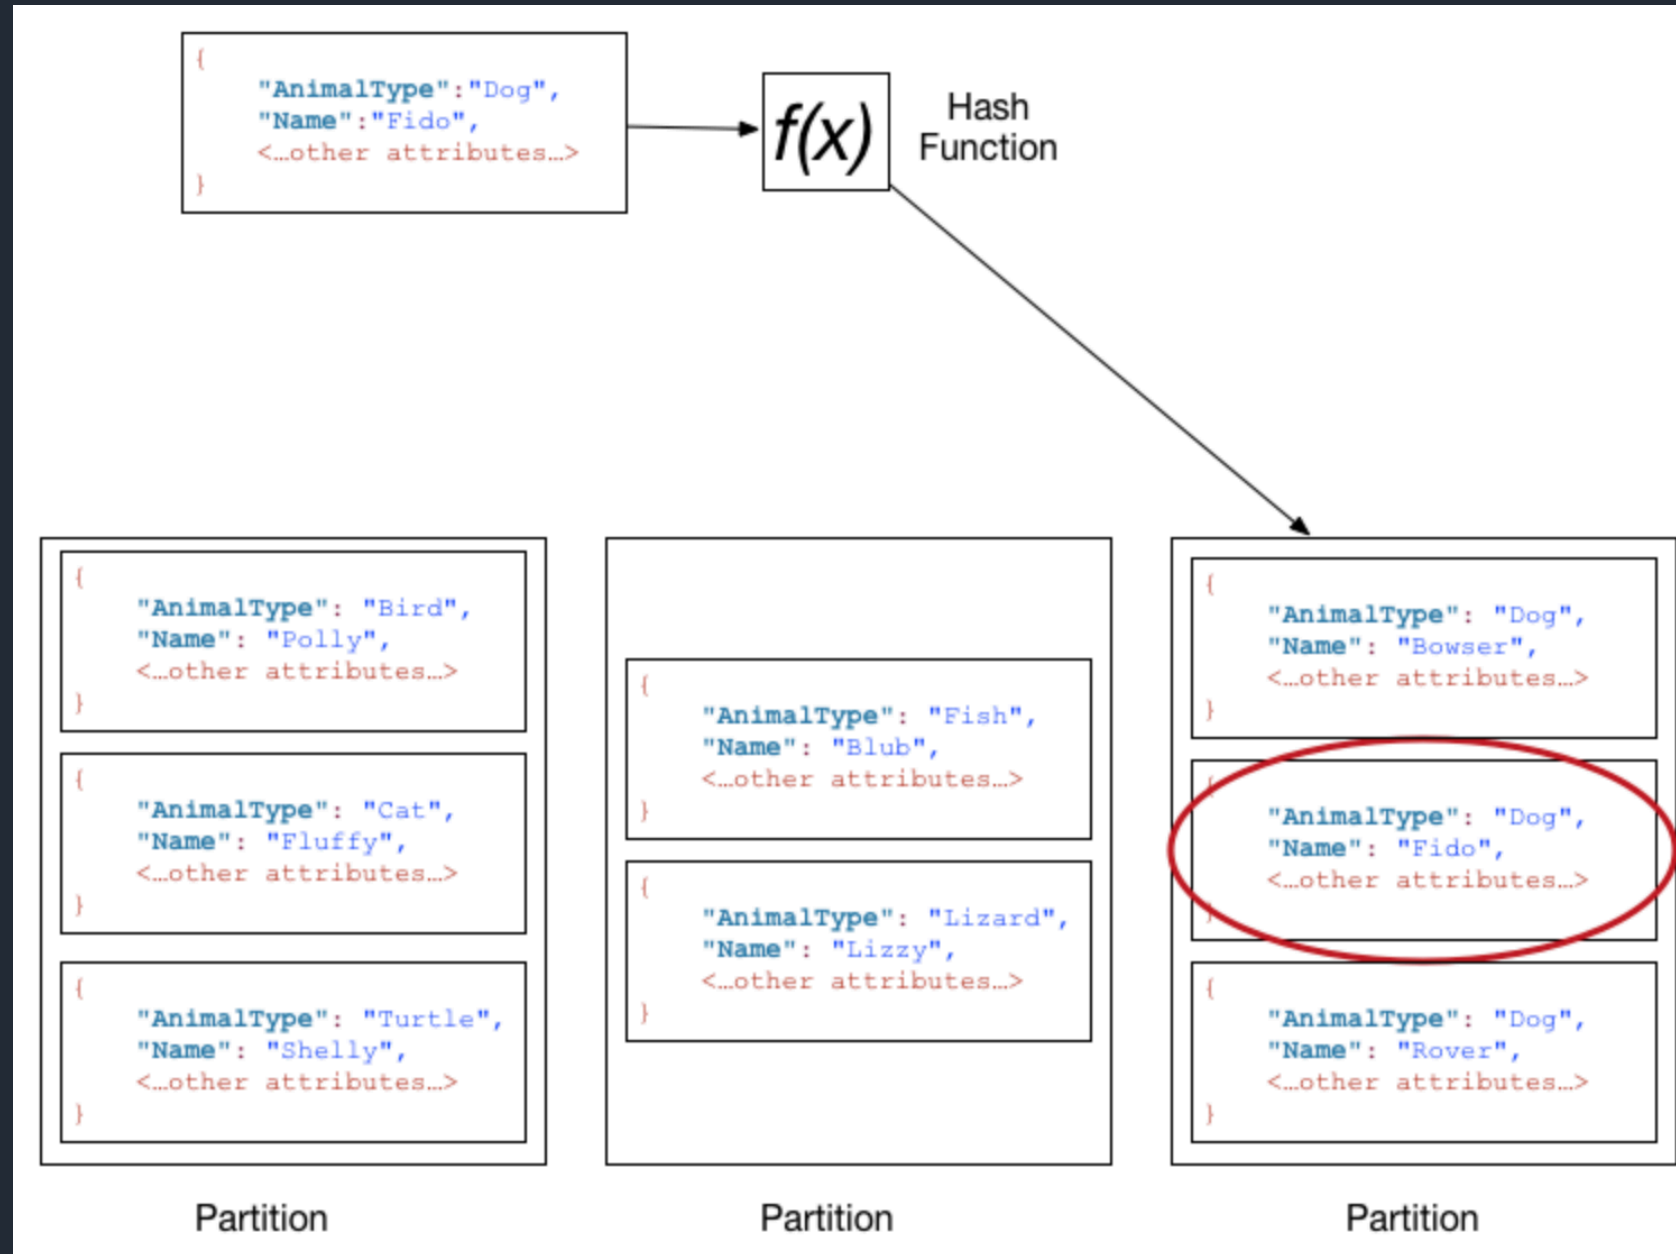 {
"AnimalType":"Dog",
"Name":"Fido",
<…other attributes…>
}
f(x)
Hash
Function
{
"AnimalType": "Bird",
"Name": "Polly",
<…other attributes…>
}
{
"AnimalType": "Cat",
"Name": "Fluffy",
<…other attributes…>
}
{
"AnimalType": "Turtle",
"Name": "Shelly",
<…other attributes…>
}
Partition
{
"AnimalType": "Fish",
"Name": "Blub",
<…other attributes…>
}
{
"AnimalType": "Lizard",
"Name": "Lizzy",
<…other attributes…>
}
Partition
{
"AnimalType": "Dog",
"Name": "Bowser",
<…other attributes…>
}
{
"AnimalType": "Dog",
"Name": "Fido",
<…other attributes…>
}
{
"AnimalType": "Dog",
"Name": "Rover",
<…other attributes…>
}
Partition